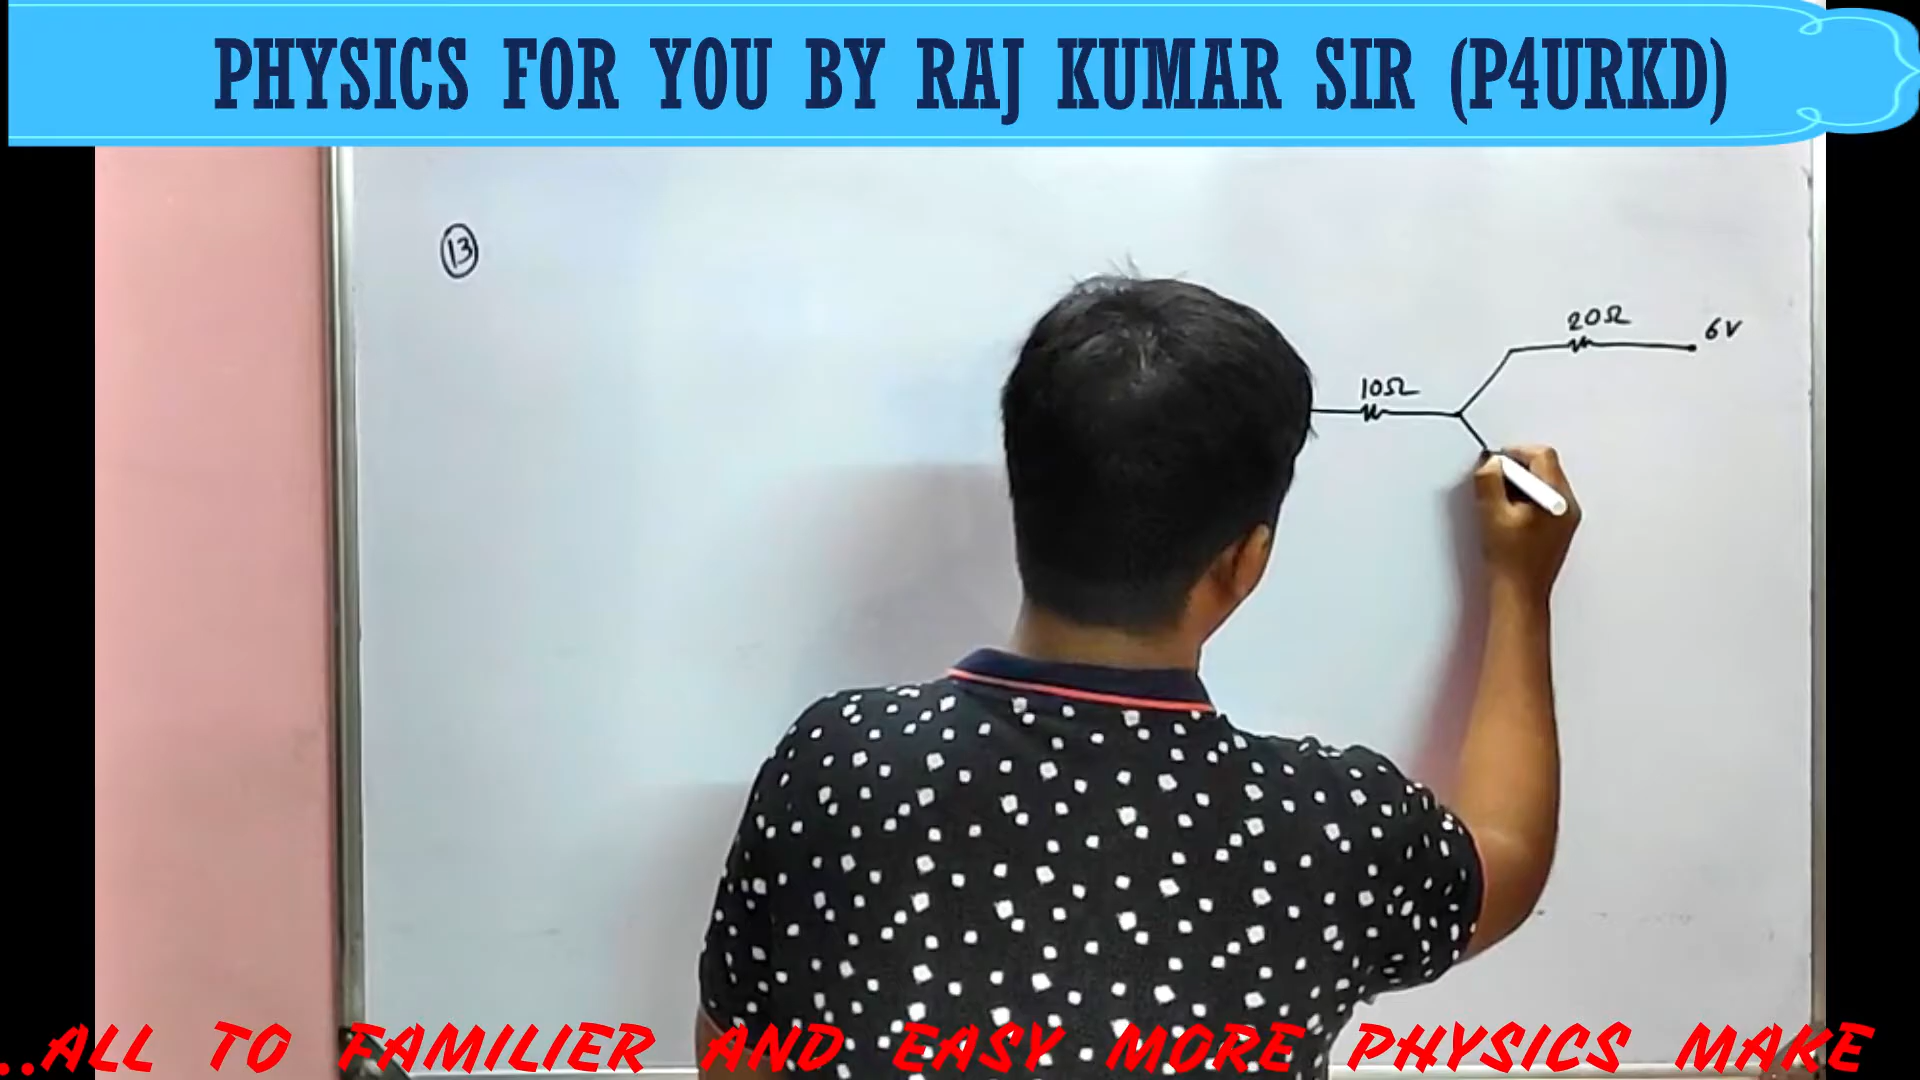 PHYSICS FOR YOU BY RAJ KUMAR SIR (P4URKD)
13
20Ω
6V
10Ω
..ALL TO FAMILIER AND EASY MORE PHYSICS MAKE